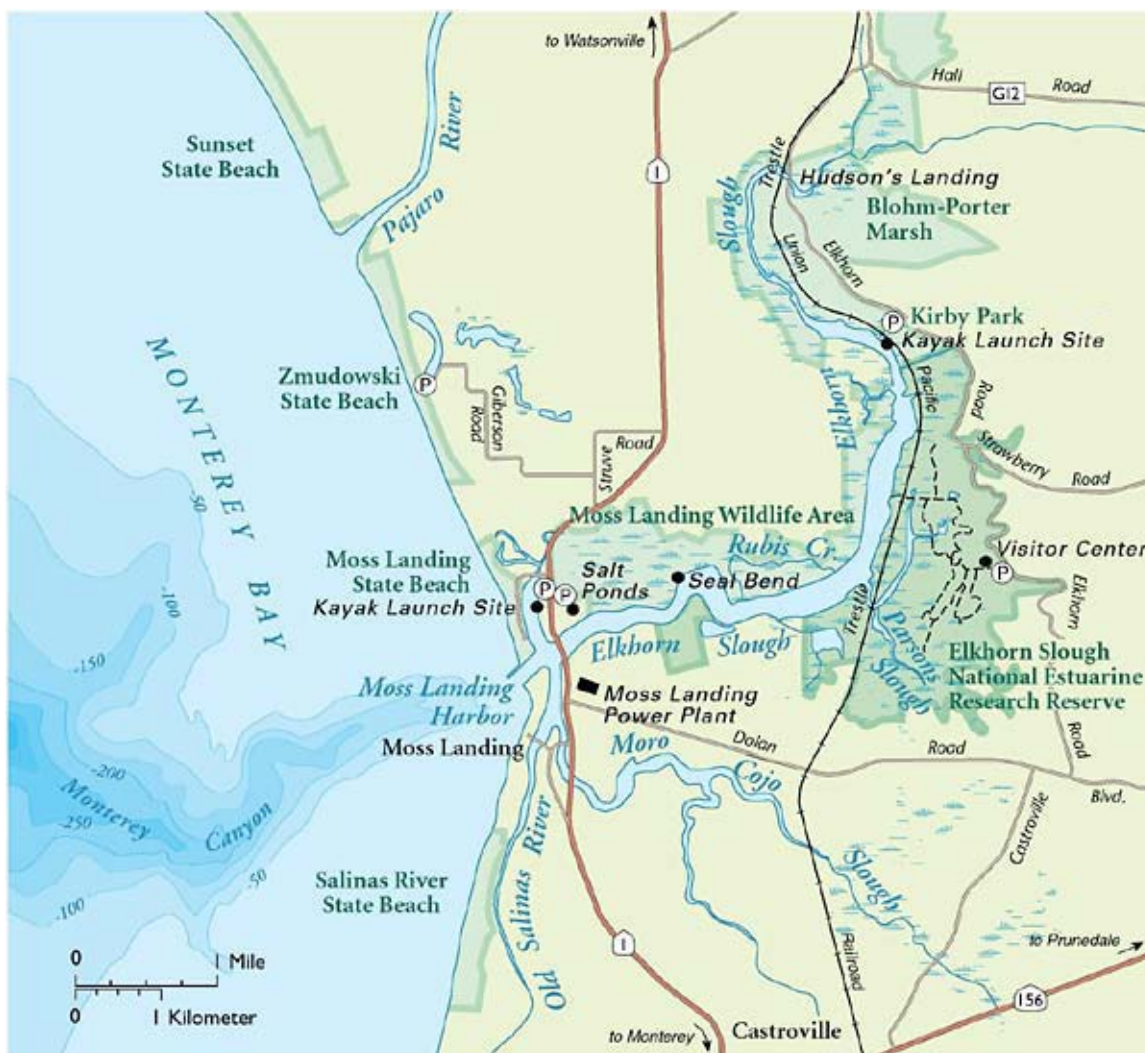 to Watsonville
Hall
Road
G12
Sunset
State Beach
River
Pajaro
1
Trestle
Hudson's Landing
Slough
Blohm-Porter
Marsh
Union
Elkhorn
P
Kirby Park
Kayak Launch Site
MONTEREY BAY
Zmudowski
State Beach
P
Giberson
Road
Elkhorn
Pacific
Road
Struve
Road
Strawberry
Road
-50
Moss Landing Wildlife Area
Rubis Cr.
Visitor Center
P
Moss Landing
State Beach
Kayak Launch Site
P
P
Salt
Ponds
Seal Bend
-100
Elkhorn
Trestle
Parsons
Slough
Elkhorn
Slough
Elkhorn Slough
National Estuarine
Research Reserve
-150
Moss Landing
Harbor
Moss Landing
Power Plant
Moss Landing
Moro
Cojo
Slough
Dolan
Road
Road
Blvd.
-200
Monterey
Canyon
-250
-50
-100
Castroville
Salinas River
State Beach
Old Salinas River
1
Railroad
to Prunedale
156
0
1 Mile
0
1 Kilometer
to Monterey
Castroville